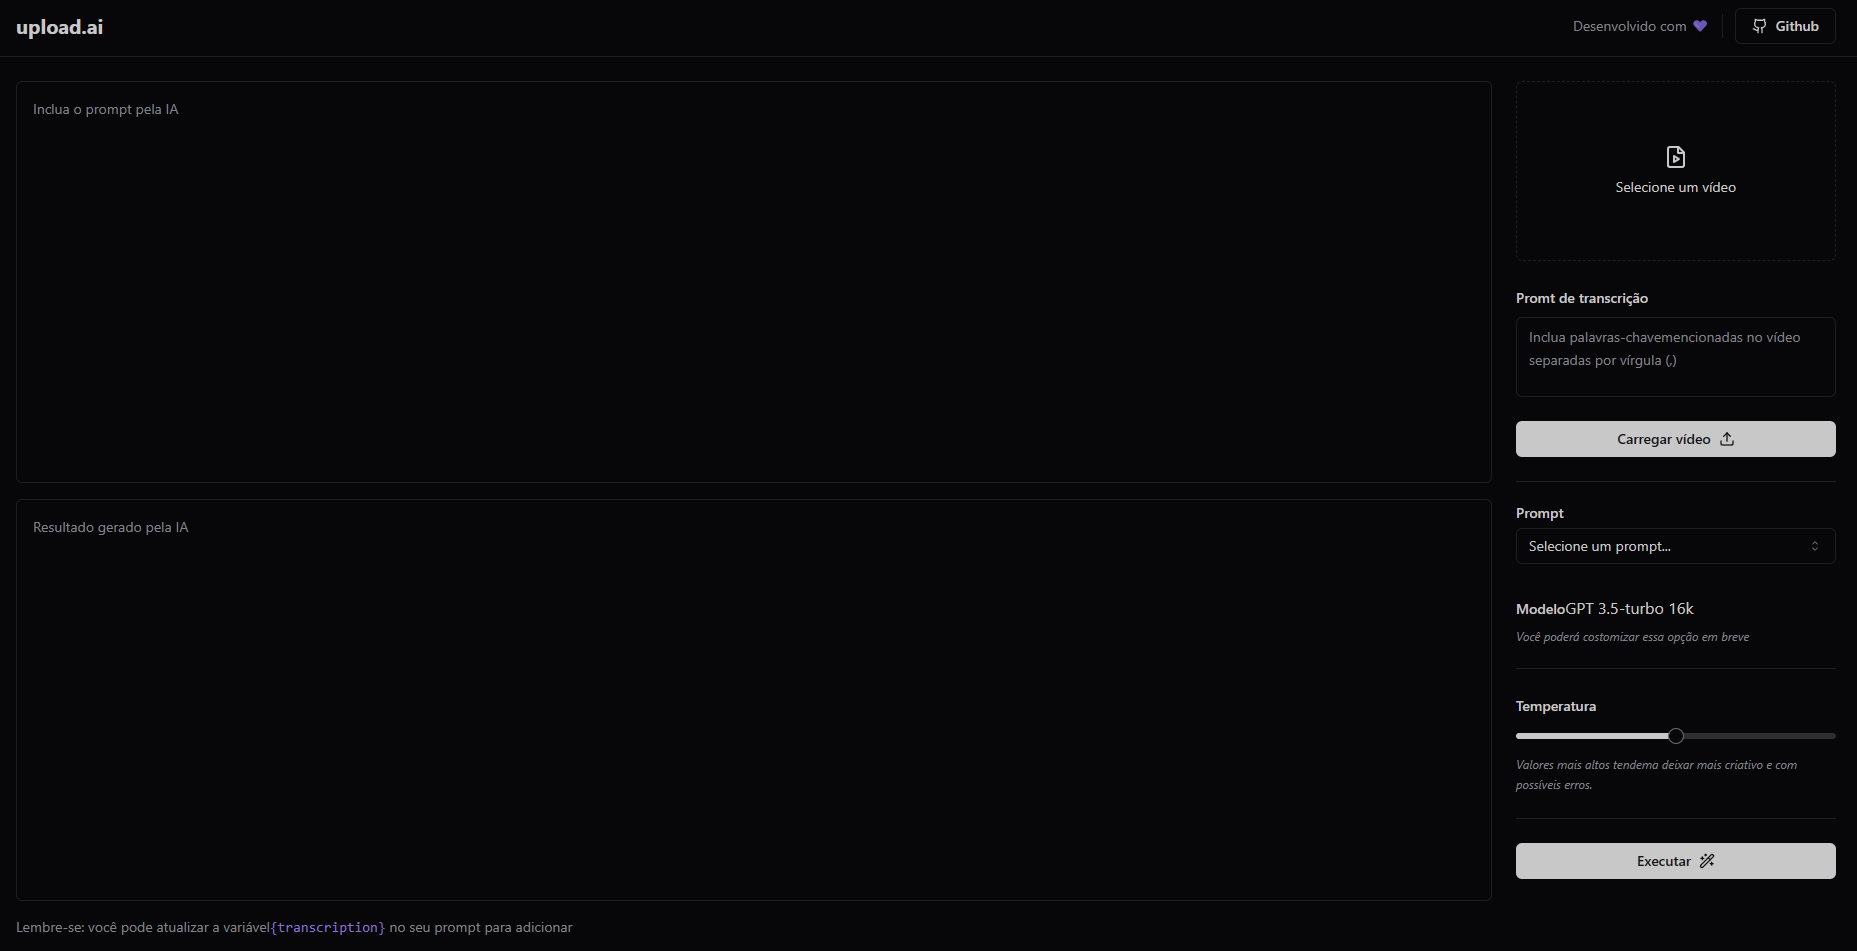 upload.ai
Desenvolvido com
Github
Inclua o prompt pela IA
Resultado gerado pela IA
Lembre-se: você pode atualizar a variável{transcription} no seu prompt para adicionar
Selecione um vídeo
Promt de transcrição
Inclua palavras-chavemencionadas no vídeo
separadas por vírgula (,)
Carregar vídeo
Prompt
Selecione um prompt...
ModeloGPT 3.5-turbo 16k
Você poderá costomizar essa opção em breve
Temperatura
Valores mais altos tendema deixar mais criativo e com
possíveis erros.
Executar